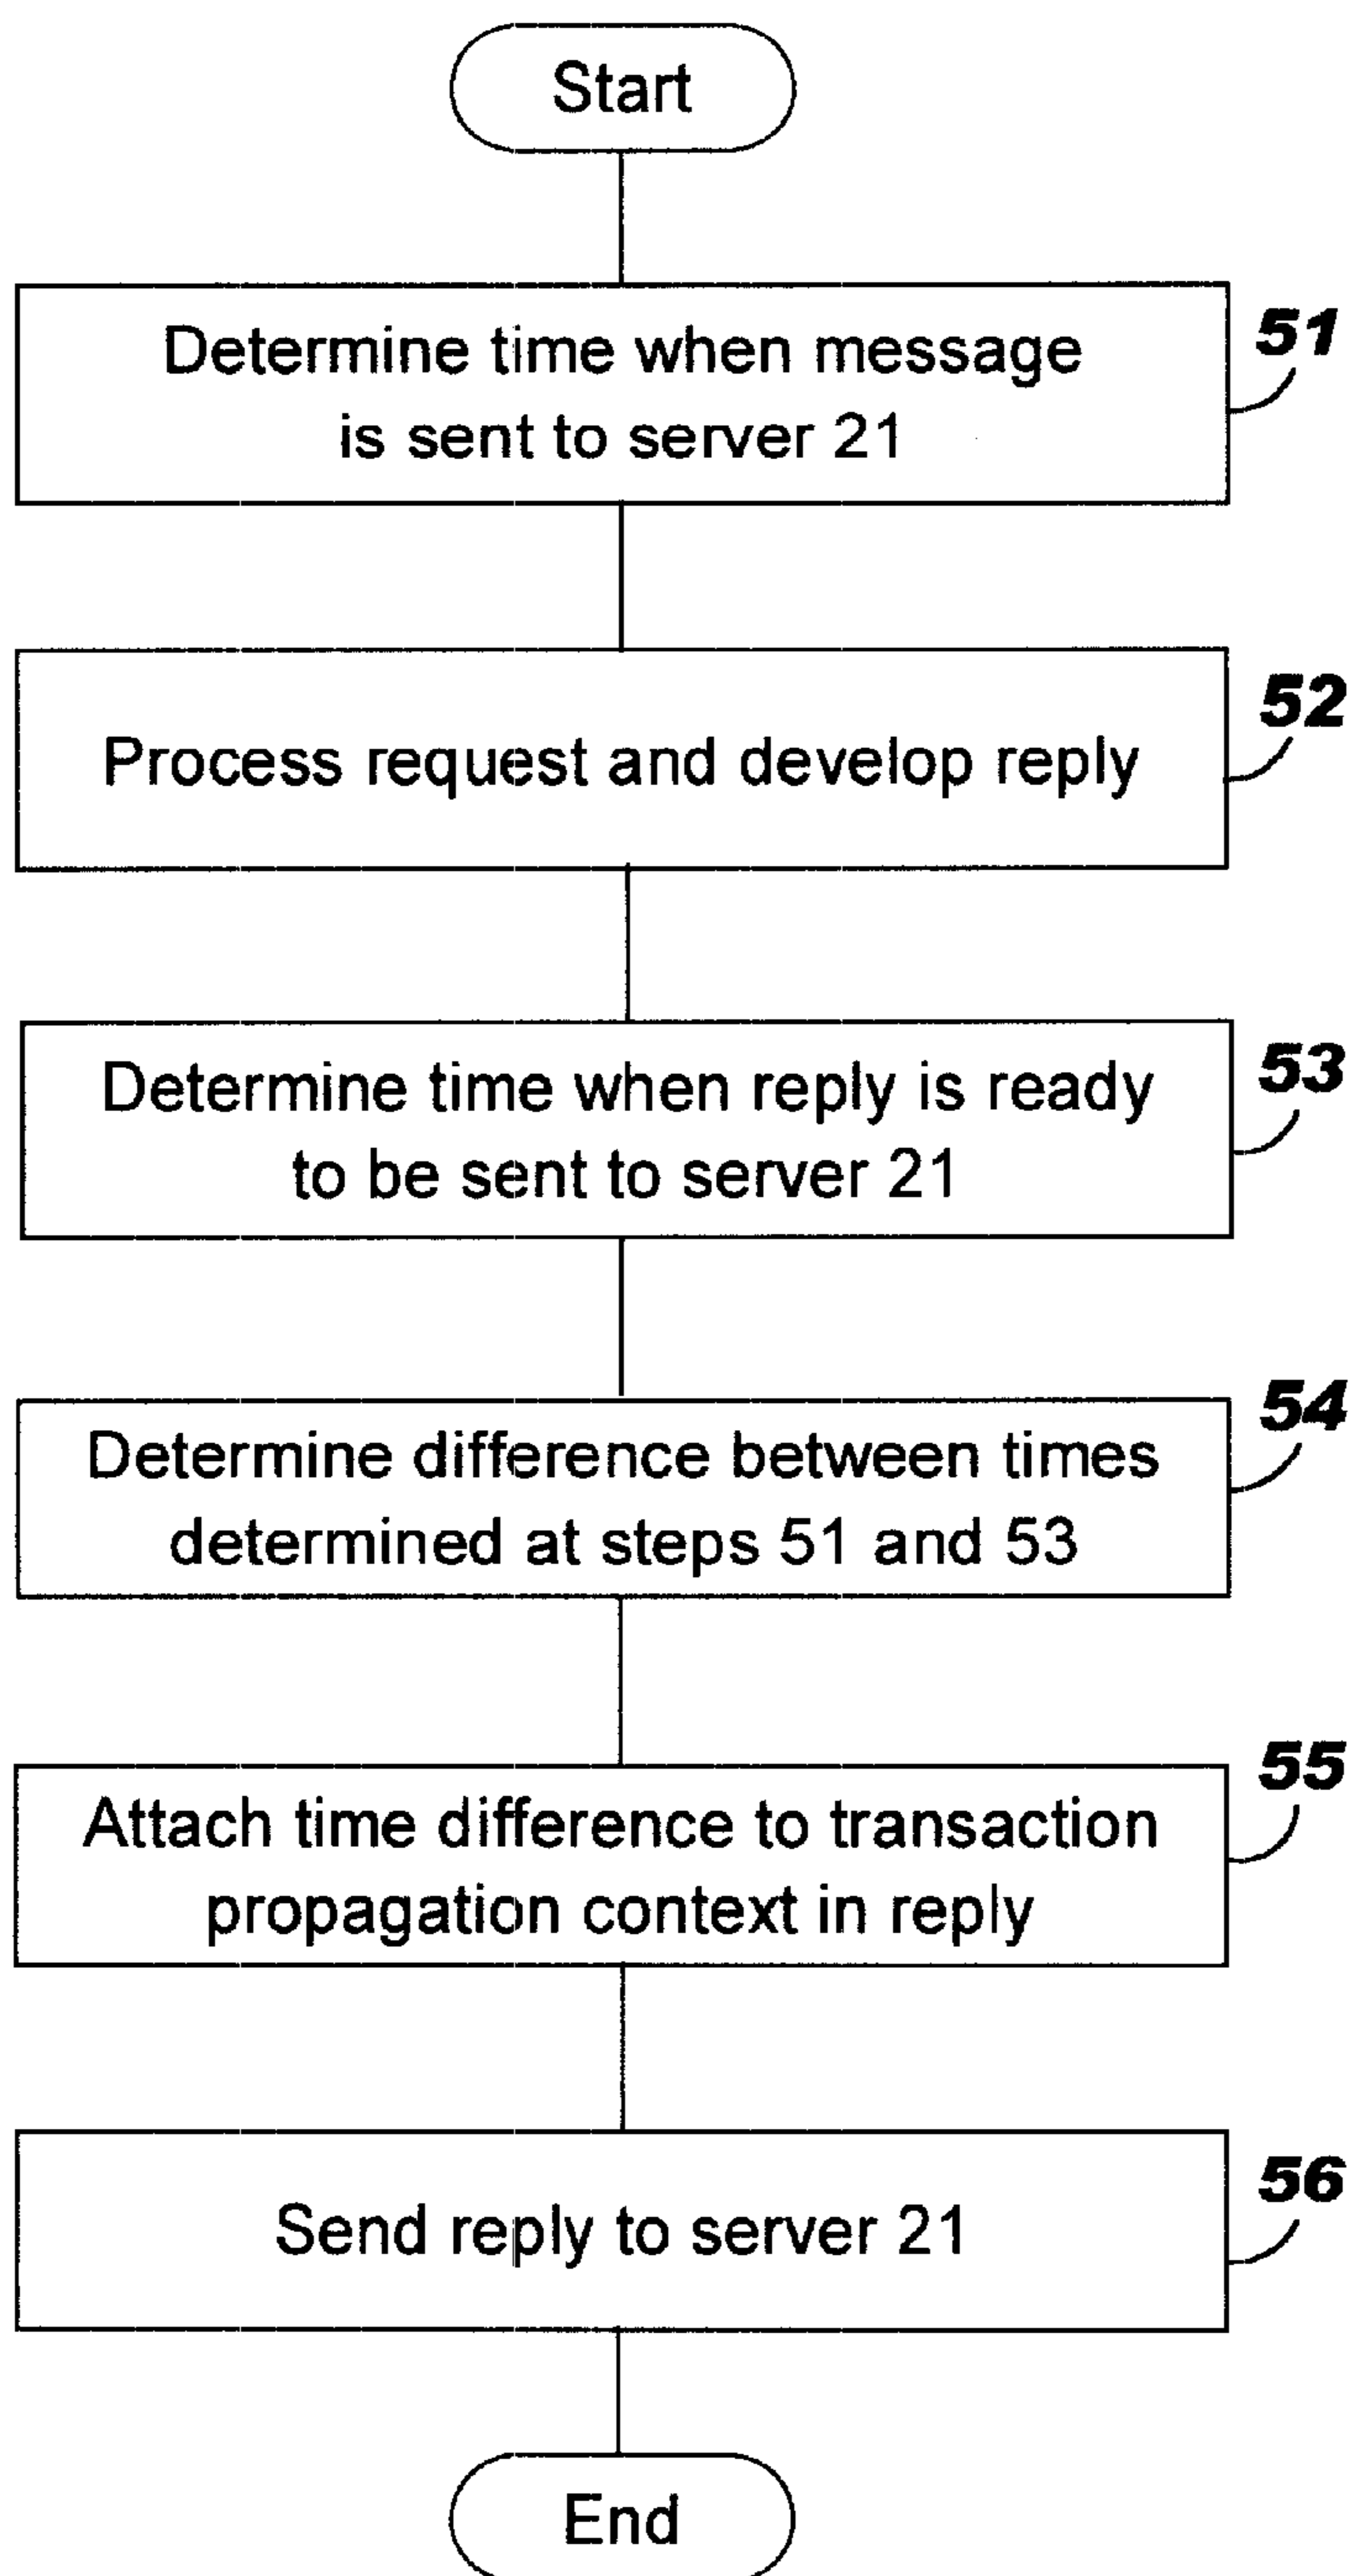 Start
Determine time when message
is sent to server 21
51
Process request and develop reply
52
Determine time when reply is ready
to be sent to server 21
53
Determine difference between times
determined at steps 51 and 53
54
Attach time difference to transaction
propagation context in reply
55
Send reply to server 21
56
End